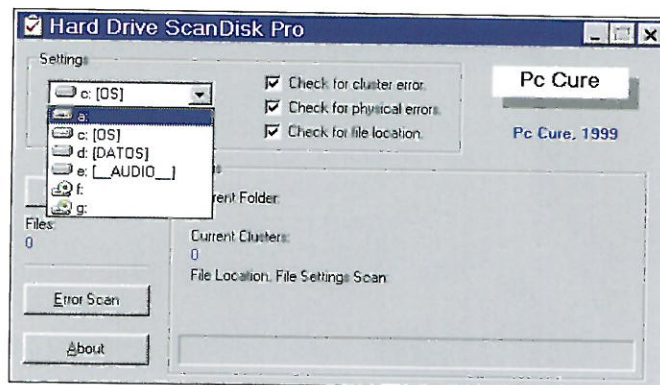 Hard Drive ScanDisk Pro
Settings
c: [OS]
a:
c: [OS]
d: [DATOS]
e: [__AUDIO__]
f:
g:
Check for cluster error.
Check for physical errors.
Check for file location.
Pc Cure
Pc Cure, 1999
Files:
0
Folder:
Current Clusters:
0
File Location, File Settings Scan:
Error Scan
About